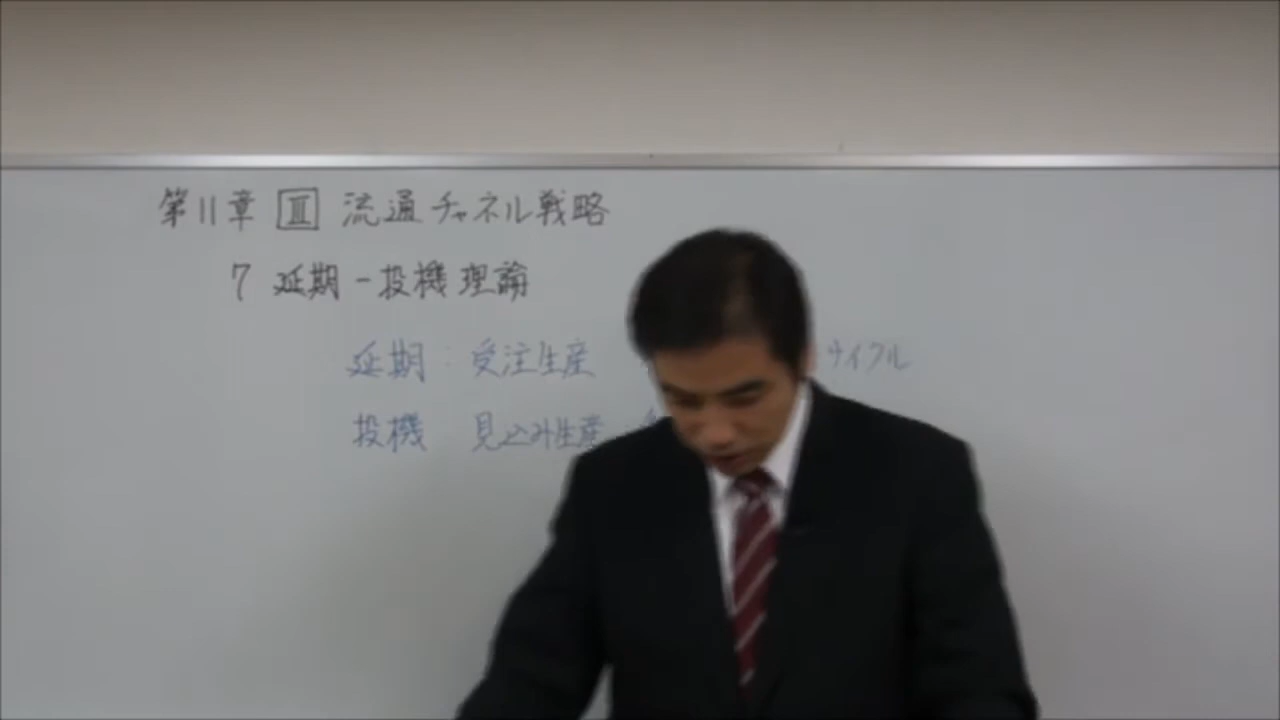 第11章 Ⅲ 流通チャネル戦略
7 延期-投機理論
延期:受注生産 サイクル
投機 見込み生産